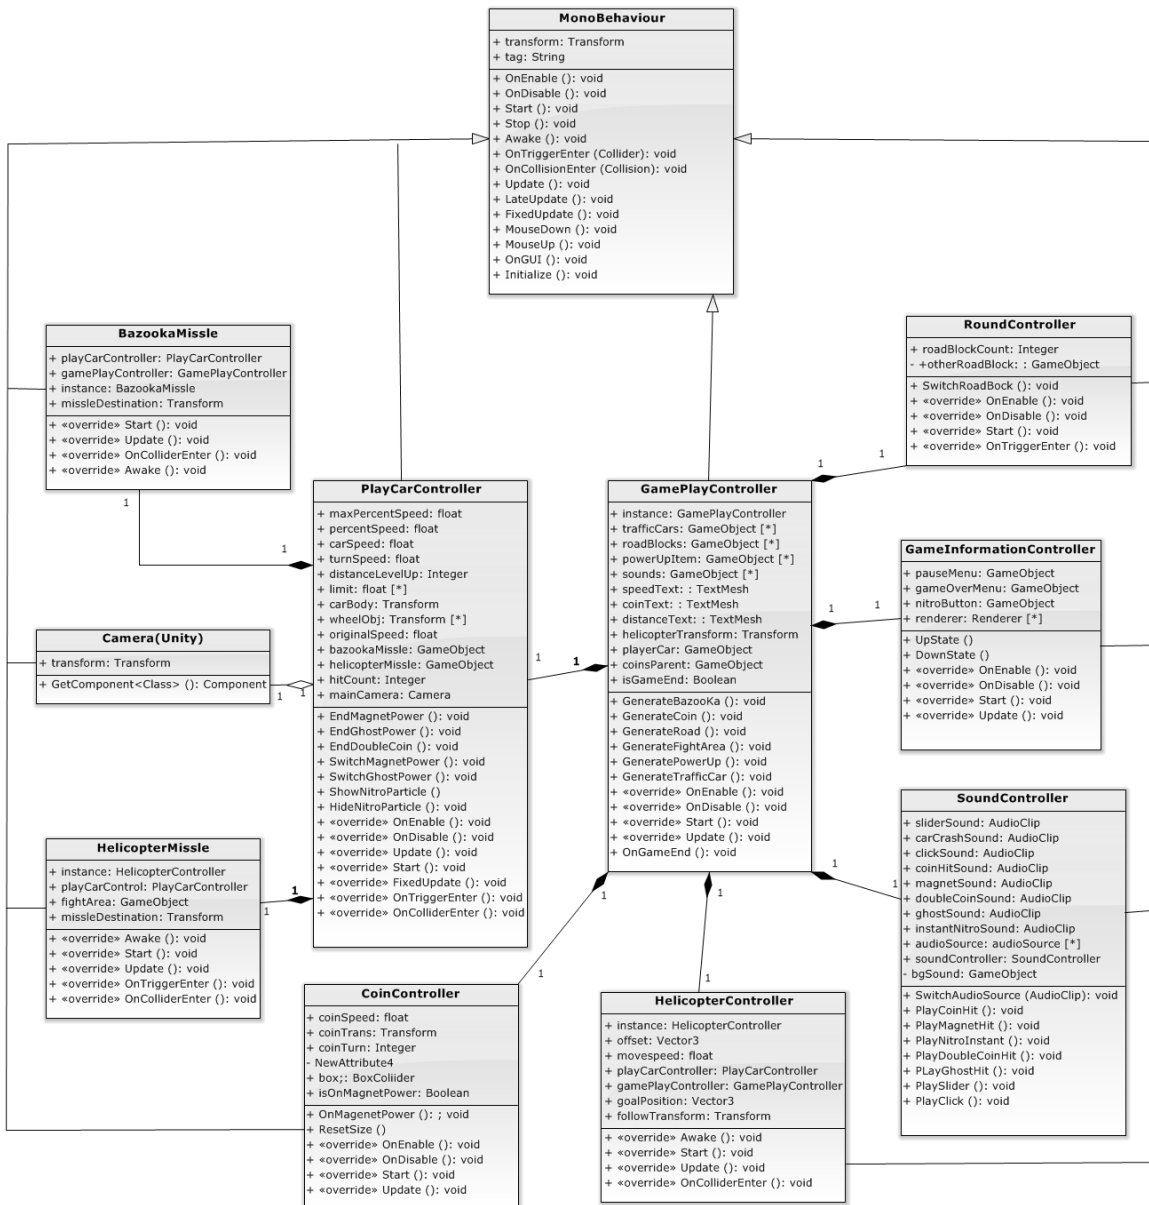 MonoBehaviour
+ transform: Transform
+ tag: String
+ OnEnable (): void
+ OnDisable (): void
+ Start (): void
+ Stop (): void
+ Awake (): void
+ OnTriggerEnter (Collider): void
+ OnCollisionEnter (Collision): void
+ Update (): void
+ LateUpdate (): void
+ FixedUpdate (): void
+ MouseDown (): void
+ MouseUp (): void
+ OnGUI (): void
+ Initialize (): void
BazookaMissle
+ playCarController: PlayCarController
+ gamePlayController: GamePlayController
+ instance: BazookaMissle
+ missleDestination: Transform
+ «override» Start (): void
+ «override» Update (): void
+ «override» OnColliderEnter (): void
+ «override» Awake (): void
1
1
RoundController
+ roadBlockCount: Integer
- +otherRoadBlock: : GameObject
+ SwitchRoadBock (): void
+ «override» OnEnable (): void
+ «override» OnDisable (): void
+ «override» Start (): void
+ «override» OnTriggerEnter (): void
1
1
PlayCarController
+ maxPercentSpeed: float
+ percentSpeed: float
+ carSpeed: float
+ turnSpeed: float
+ distanceLevelUp: Integer
+ limit: float [*]
+ carBody: Transform
+ wheelObj: Transform [*]
+ originalSpeed: float
+ bazookaMissle: GameObject
+ helicopterMissle: GameObject
+ hitCount: Integer
+ mainCamera: Camera
+ EndMagnetPower (): void
+ EndGhostPower (): void
+ EndDoubleCoin (): void
+ SwitchMagnetPower (): void
+ SwitchGhostPower (): void
+ ShowNitroParticle ()
+ HideNitroParticle (): void
+ «override» OnEnable (): void
+ «override» OnDisable (): void
+ «override» Update (): void
+ «override» Start (): void
+ «override» FixedUpdate (): void
+ «override» OnTriggerEnter (): void
+ «override» OnColliderEnter (): void
1
1
GamePlayController
+ instance: GamePlayController
+ trafficCars: GameObject [*]
+ roadBlocks: GameObject [*]
+ powerUpItem: GameObject [*]
+ sounds: GameObject [*]
+ speedText: : TextMesh
+ coinText: : TextMesh
+ distanceText: : TextMesh
+ helicopterTransform: Transform
+ playerCar: GameObject
+ coinsParent: GameObject
+ isGameEnd: Boolean
+ GenerateBazooKa (): void
+ GenerateCoin (): void
+ GenerateRoad (): void
+ GenerateFightArea (): void
+ GeneratePowerUp (): void
+ GenerateTrafficCar (): void
+ «override» OnEnable (): void
+ «override» OnDisable (): void
+ «override» Start (): void
+ «override» Update (): void
+ OnGameEnd (): void
GameInformationController
+ pauseMenu: GameObject
+ gameOverMenu: GameObject
+ nitroButton: GameObject
+ renderer: Renderer [*]
+ UpState ()
+ DownState ()
+ «override» OnEnable (): void
+ «override» OnDisable (): void
+ «override» Start (): void
+ «override» Update (): void
1
1
Camera(Unity)
+ transform: Transform
+ GetComponent<Class> (): Component
1
1
HelicopterMissle
+ instance: HelicopterController
+ playCarControl: PlayCarController
+ fightArea: GameObject
+ missleDestination: Transform
+ «override» Awake (): void
+ «override» Start (): void
+ «override» Update (): void
+ «override» OnTriggerEnter (): void
+ «override» OnColliderEnter (): void
1
1
SoundController
+ sliderSound: AudioClip
+ carCrashSound: AudioClip
+ clickSound: AudioClip
+ coinHitSound: AudioClip
+ magnetSound: AudioClip
+ doubleCoinSound: AudioClip
+ ghostSound: AudioClip
+ instantNitroSound: AudioClip
+ audioSource: audioSource [*]
+ soundController: SoundController
- bgSound: GameObject
+ SwitchAudioSource (AudioClip): void
+ PlayCoinHit (): void
+ PlayMagnetHit (): void
+ PlayNitroInstant (): void
+ PlayDoubleCoinHit (): void
+ PLayGhostHit (): void
+ PlaySlider (): void
+ PlayClick (): void
1
1
CoinController
+ coinSpeed: float
+ coinTrans: Transform
+ coinTurn: Integer
- NewAttribute4
+ box;: BoxColiider
+ isOnMagnetPower: Boolean
+ OnMagenetPower (): ; void
+ ResetSize ()
+ «override» OnEnable (): void
+ «override» OnDisable (): void
+ «override» Start (): void
+ «override» Update (): void
1
1
HelicopterController
+ instance: HelicopterController
+ offset: Vector3
+ movespeed: float
+ playCarController: PlayCarController
+ gamePlayController: GamePlayController
+ goalPosition: Vector3
+ followTransform: Transform
+ «override» Awake (): void
+ «override» Start (): void
+ «override» Update (): void
+ «override» OnColliderEnter (): void
1
1